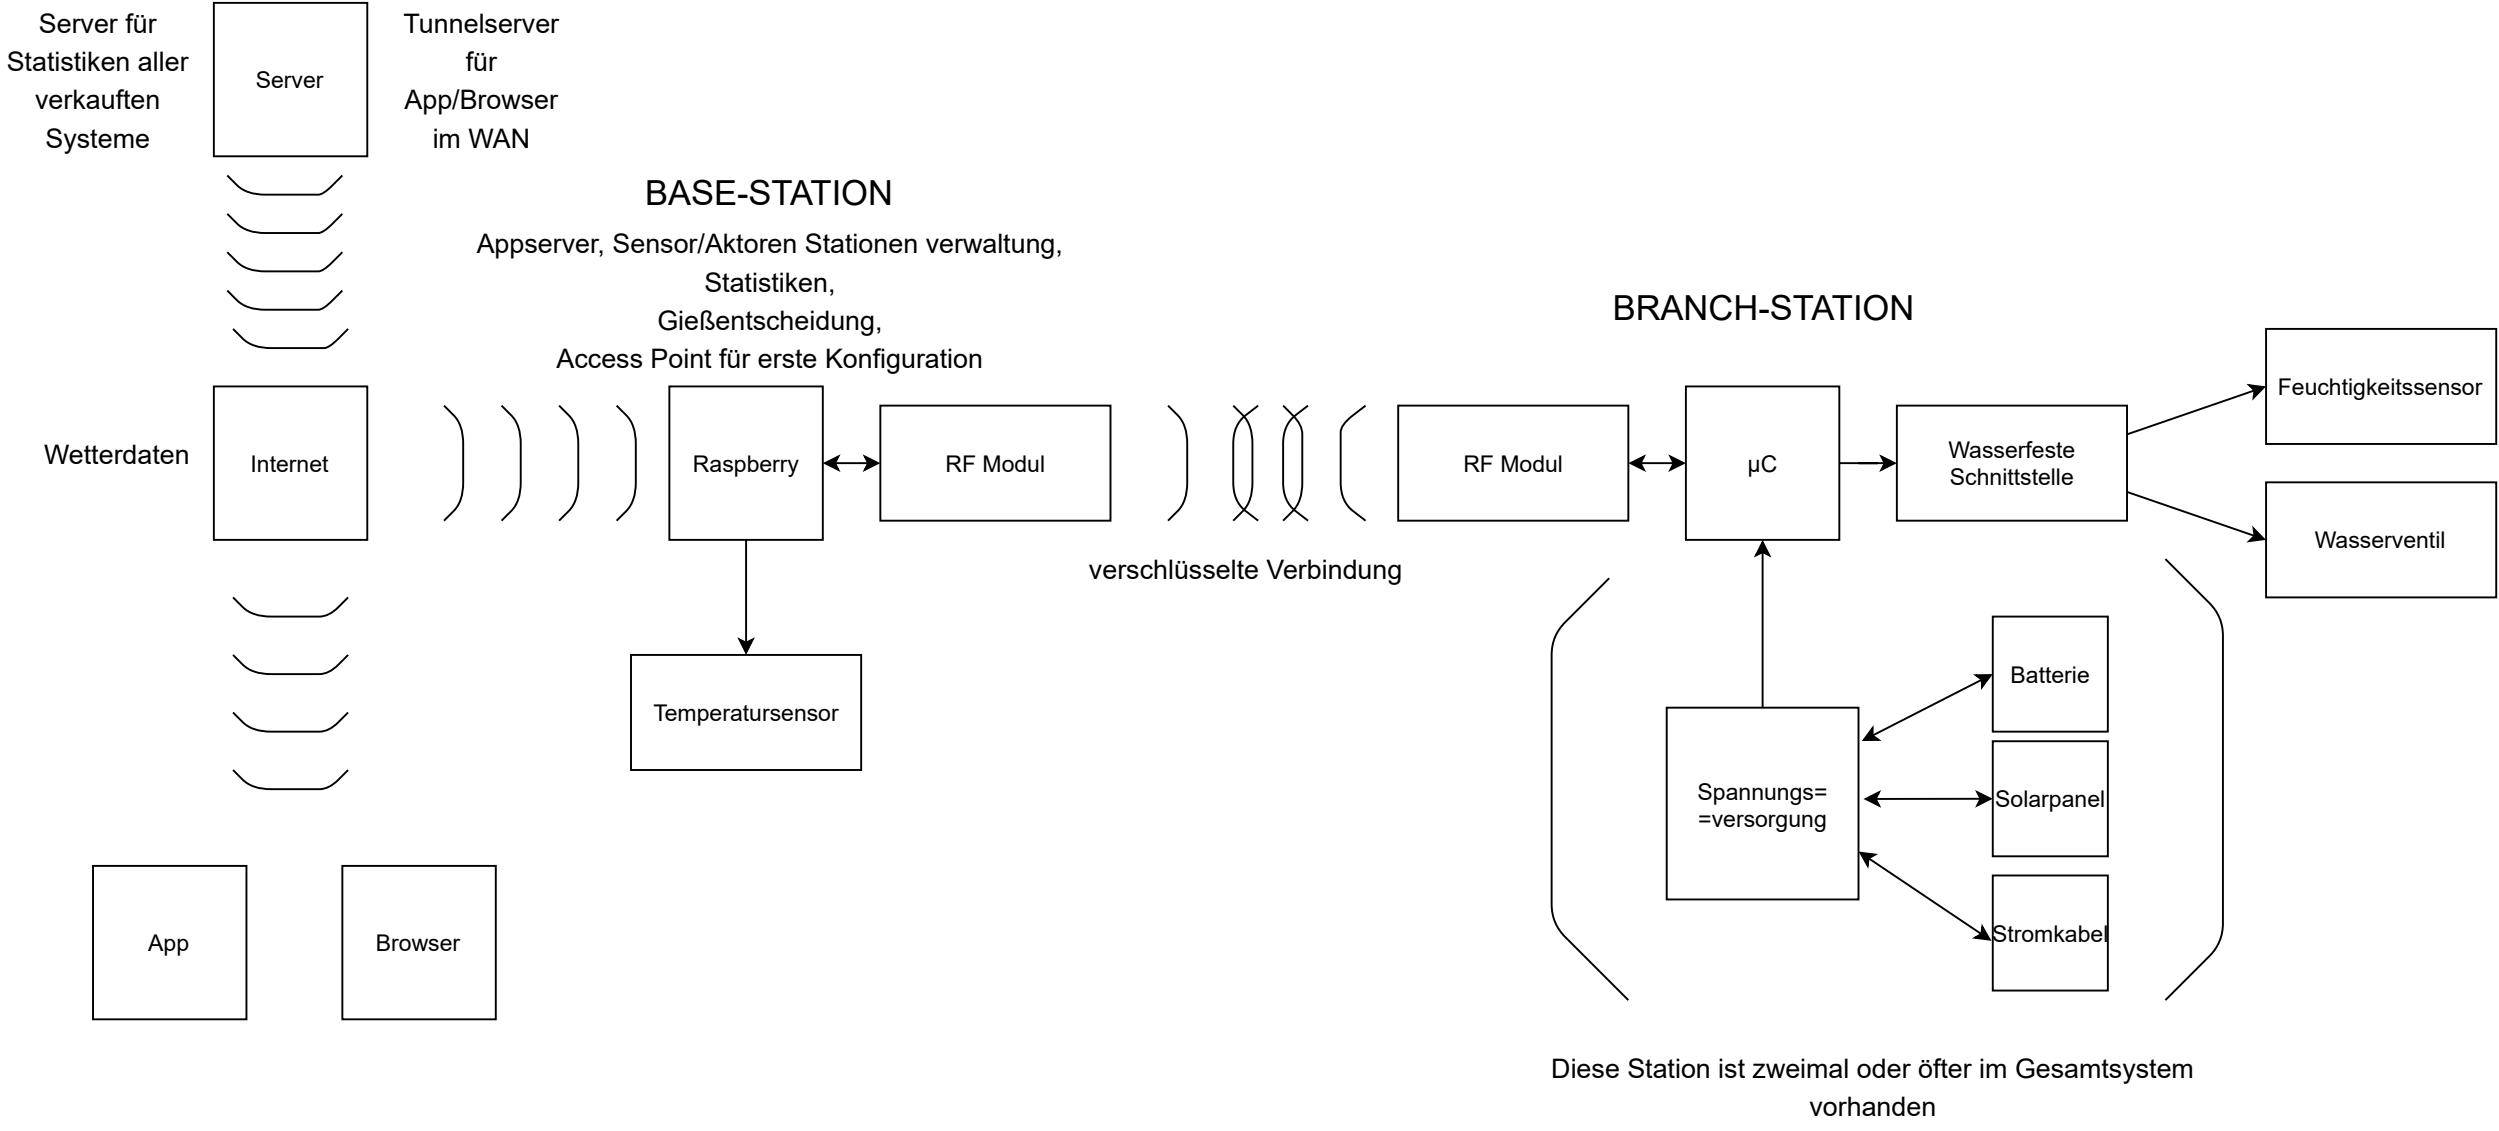 Server für
Statistiken aller
verkauften
Systeme
Server
Tunnelserver
für
App/Browser
im WAN
BASE-STATION
Appserver, Sensor/Aktoren Stationen verwaltung,
Statistiken,
Gießentscheidung,
Access Point für erste Konfiguration
BRANCH-STATION
Wetterdaten
Internet
Raspberry
RF Modul
verschlüsselte Verbindung
RF Modul
µC
Wasserfeste
Schnittstelle
Feuchtigkeitssensor
Wasserventil
Temperatursensor
Spannungs=
=versorgung
Batterie
Solarpanel
Stromkabel
App
Browser
Diese Station ist zweimal oder öfter im Gesamtsystem
vorhanden